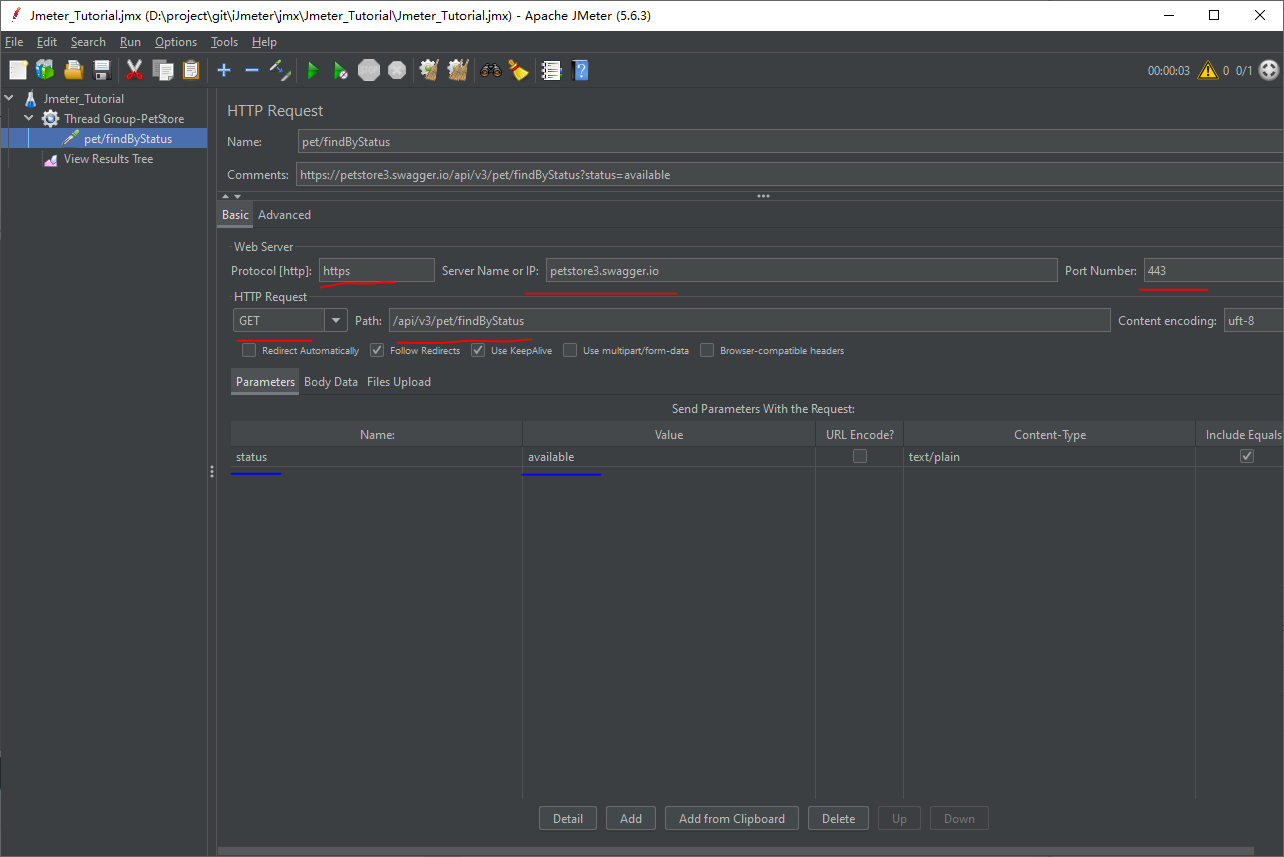 Jmeter_Tutorial.jmx (D:\project\git\iJmeter\jmx\Jmeter_Tutorial\Jmeter_Tutorial.jmx) - Apache JMeter (5.6.3)
File Edit Search Run Options Tools Help
STOP 00:00:03 0 0/1
Jmeter_Tutorial
Thread Group-PetStore
pet/findByStatus
View Results Tree
HTTP Request
Name: pet/findByStatus
Comments: https://petstore3.swagger.io/api/v3/pet/findByStatus?status=available
Basic Advanced
Web Server
Protocol [http]: https Server Name or IP: petstore3.swagger.io Port Number: 443
HTTP Request
GET Path: /api/v3/pet/findByStatus Content encoding: uft-8
Redirect Automatically Follow Redirects Use KeepAlive Use multipart/form-data Browser-compatible headers
Parameters Body Data Files Upload
Send Parameters With the Request:
Name: Value URL Encode? Content-Type Include Equals
status available text/plain
Detail Add Add from Clipboard Delete Up Down